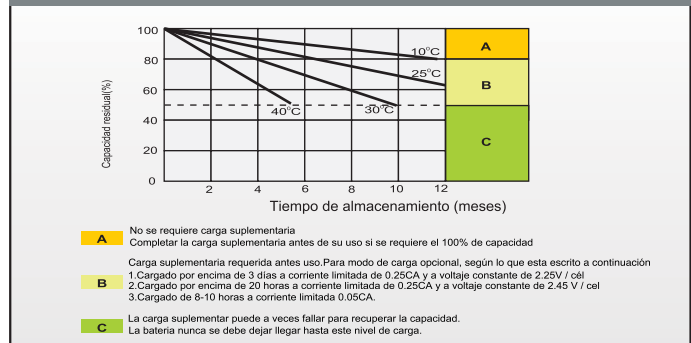 100
80
60
40
20
0
Capacidad residual(%)
10°C
25°C
30°C
40°C
2 4 6 8 10 12
Tiempo de almacenamiento (meses)
A
B
C
A
No se requiere carga suplementaria
Completar la carga suplementaria antes de su uso si se requiere el 100% de capacidad
B
Carga suplementaria requerida antes uso.Para modo de carga opcional, según lo que esta escrito a continuación
1.Cargado por encima de 3 días a corriente limitada de 0.25CA y a voltaje constante de 2.25V / cél
2.Cargado por encima de 20 horas a corriente limitada de 0.25CA y a voltaje constante de 2.45 V / cel
3.Cargado de 8-10 horas a corriente limitada 0.05CA.
C
La carga suplementar puede a veces fallar para recuperar la capacidad.
La bateria nunca se debe dejar llegar hasta este nivel de carga.